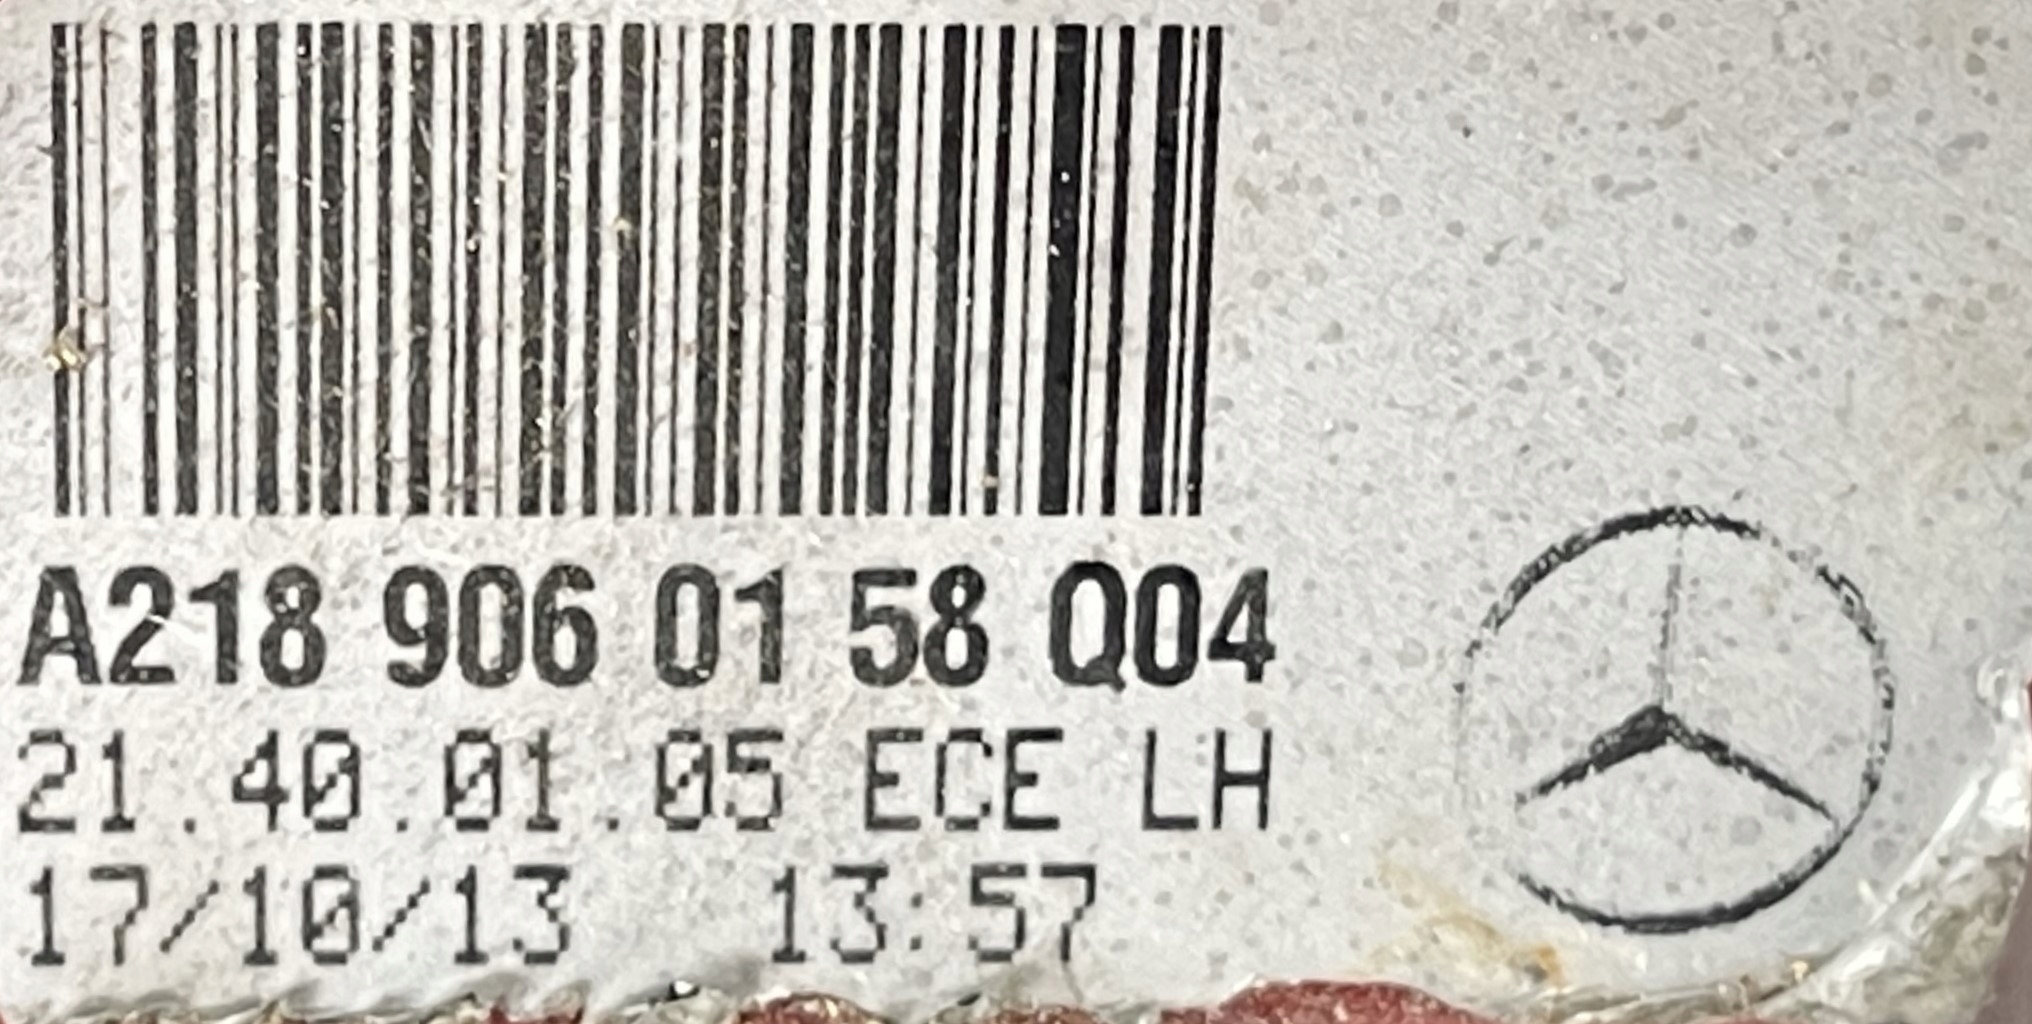 A218 906 01 58 Q04
21.40.01.05 ECE LH
17/10/13 13:57